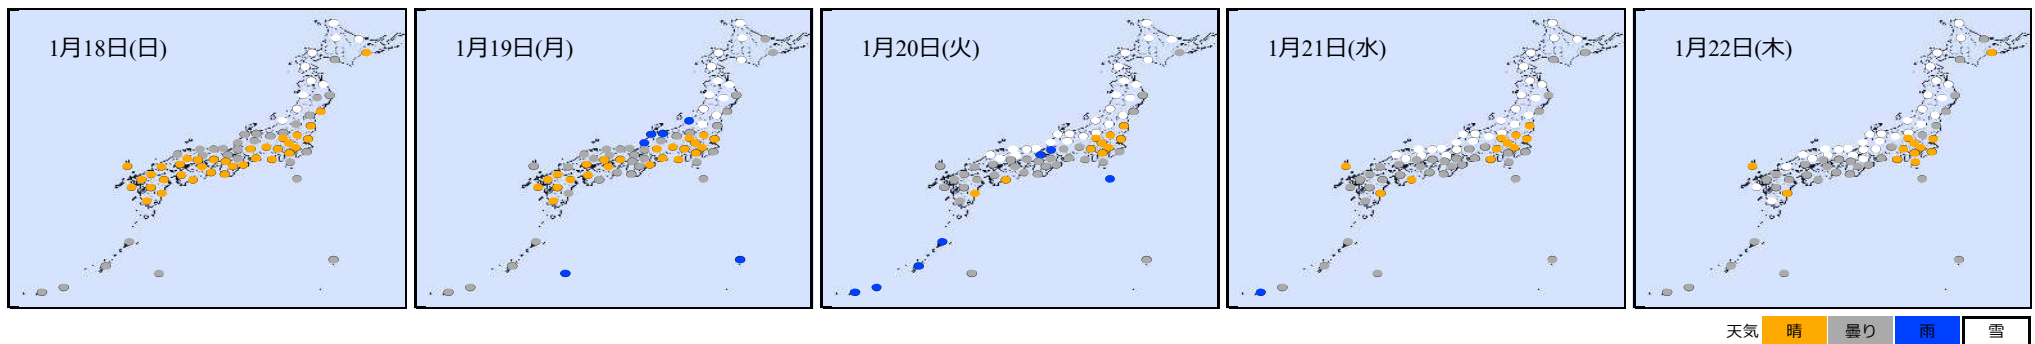 1月18日(日)
1月19日(月)
1月20日(火)
1月21日(水)
1月22日(木)
天気 晴 曇り 雨 雪